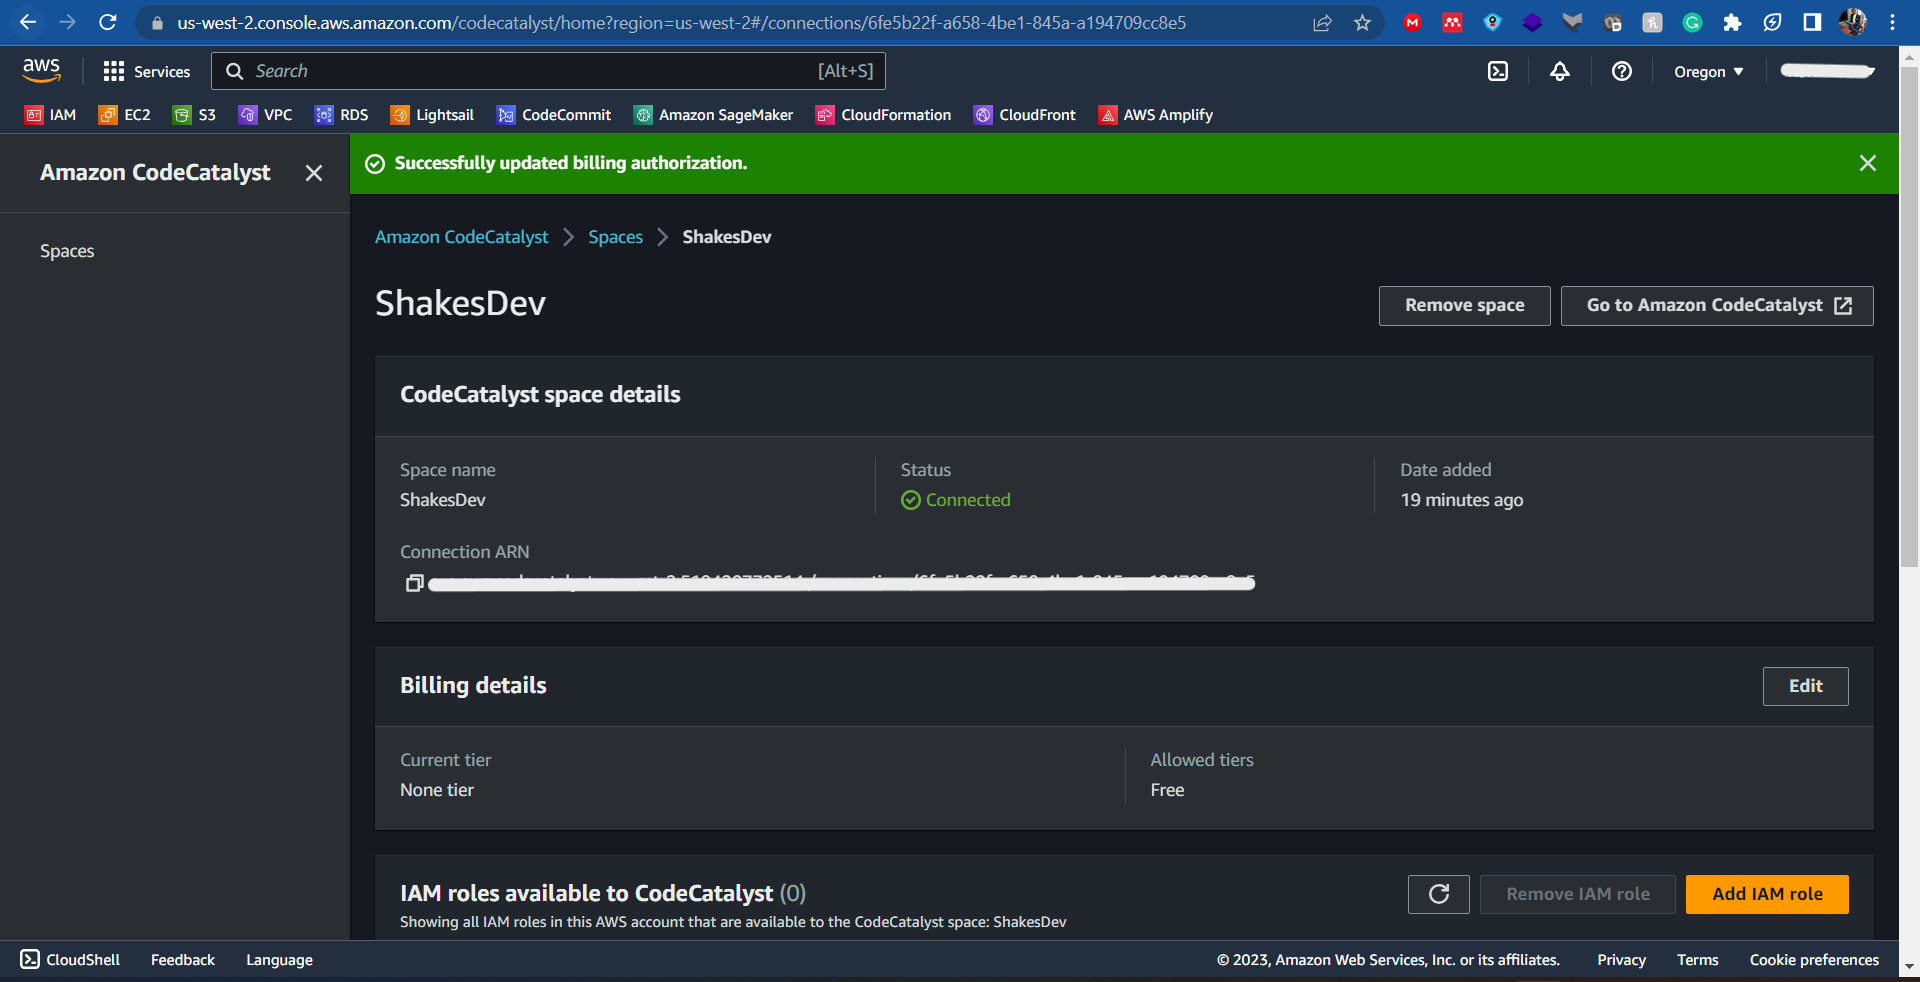 us-west-2.console.aws.amazon.com/codecatalyst/home?region=us-west-2#/connections/6fe5b22f-a658-4be1-845a-a194709cc8e5
aws
Services
Search
[Alt+S]
Oregon
IAM
EC2
S3
VPC
RDS
Lightsail
CodeCommit
Amazon SageMaker
CloudFormation
CloudFront
AWS Amplify
Amazon CodeCatalyst
Spaces
Successfully updated billing authorization.
Amazon CodeCatalyst > Spaces > ShakesDev
ShakesDev
Remove space
Go to Amazon CodeCatalyst
CodeCatalyst space details
Space name
ShakesDev
Status
Connected
Date added
19 minutes ago
Connection ARN
Billing details
Edit
Current tier
None tier
Allowed tiers
Free
IAM roles available to CodeCatalyst (0)
Showing all IAM roles in this AWS account that are available to the CodeCatalyst space: ShakesDev
Remove IAM role
Add IAM role
CloudShell
Feedback
Language
© 2023, Amazon Web Services, Inc. or its affiliates.
Privacy
Terms
Cookie preferences